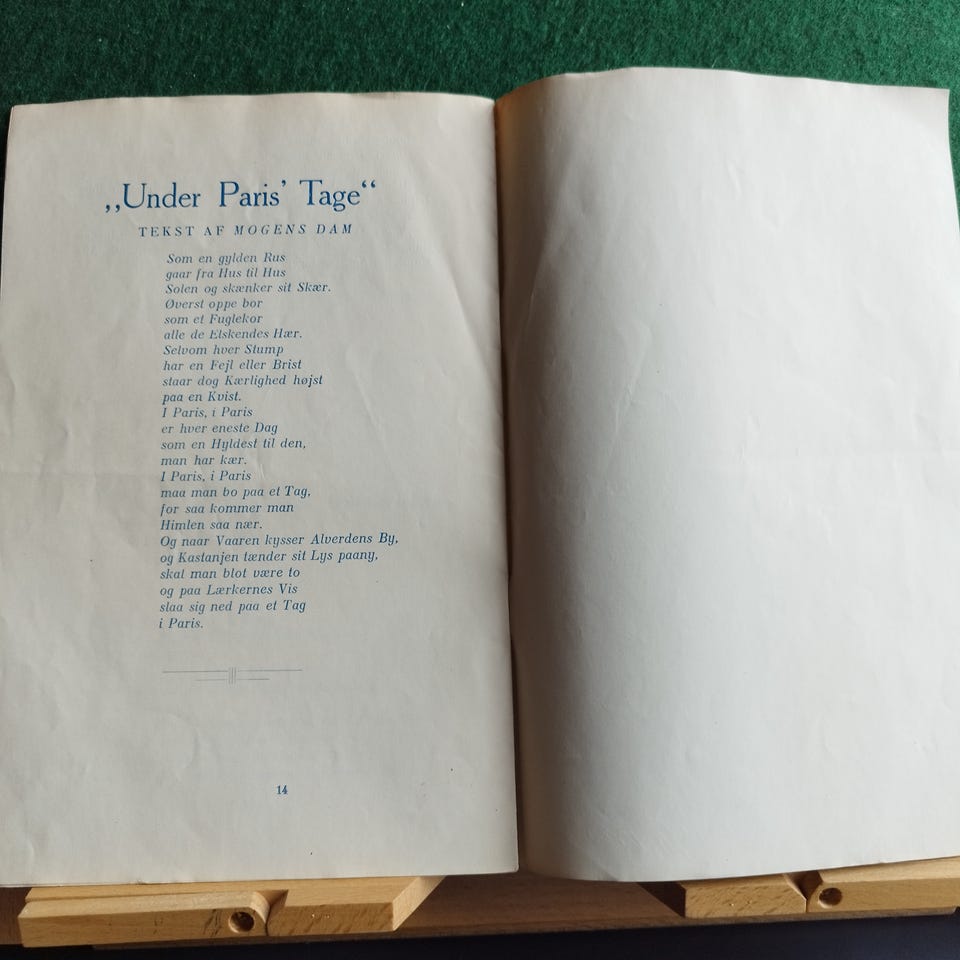 „Under Paris’ Tage“
TEKST AF MOGENS DAM
Som en gylden Rus
gaar fra Hus til Hus
Solen og skænker sit Skær.
Øverst oppe bor
som et Fuglekor
alle de Elskendes Hær.
Selvom hver Stump
har en Fejl eller Brist
staar dog Kærlighed højst
paa en Kvist.
I Paris, i Paris
er hver eneste Dag
som en Hyldest til den,
man har kær.
I Paris, i Paris
maa man bo paa et Tag,
for saa kommer man
Himlen saa nær.
Og naar Vaaren kysser Alverdens By,
og Kastanjen tænder sit Lys paany,
skal man blot være to
og paa Lærkernes Vis
slaa sig ned paa et Tag
i Paris.
14